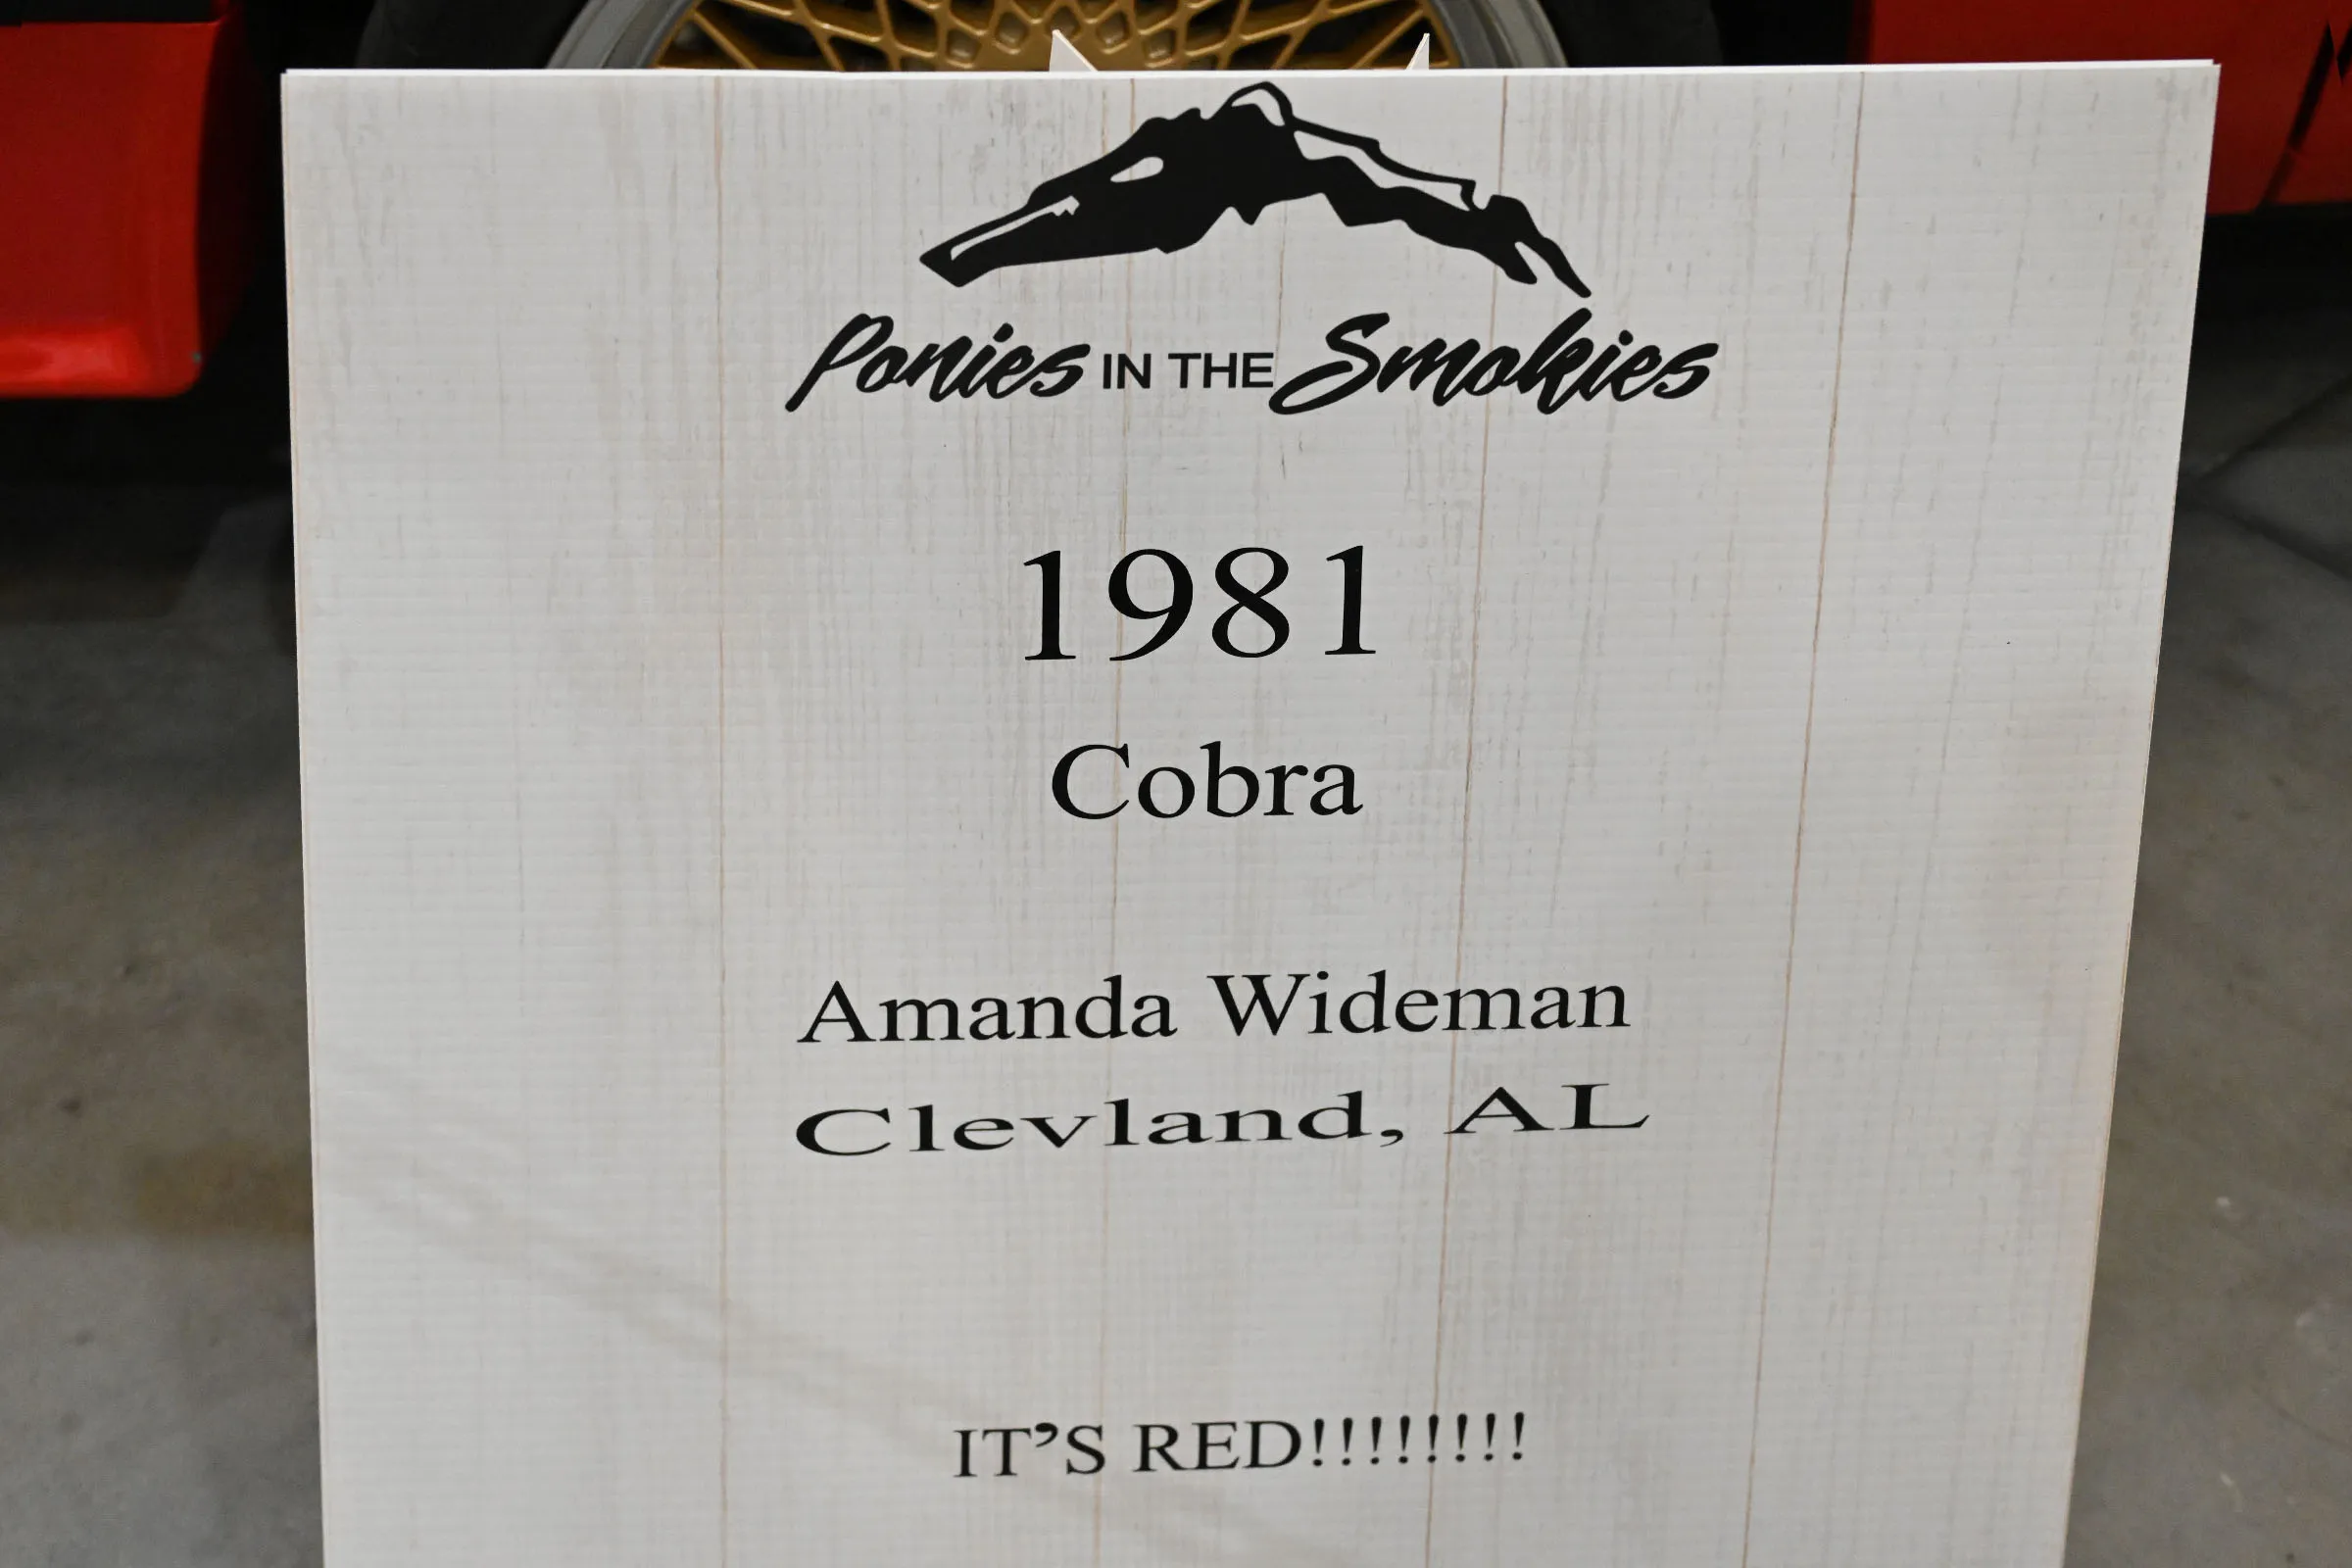 Ponies IN THE Smokies
1981
Cobra
Amanda Wideman
Clevland, AL
IT’S RED!!!!!!!!